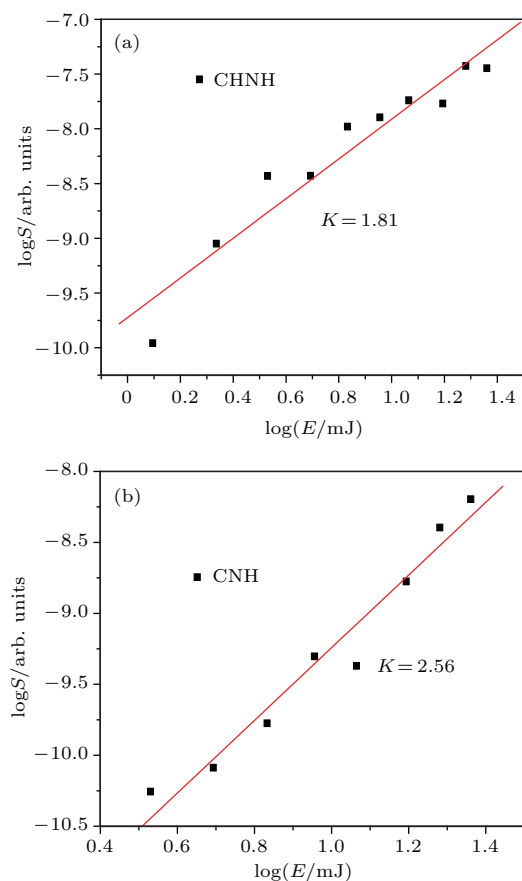 (a)
CHNH
K = 1.81
logS/arb. units
−7.0
−7.5
−8.0
−8.5
−9.0
−9.5
−10.0
0 0.2 0.4 0.6 0.8 1.0 1.2 1.4
log(E/mJ)
(b)
CNH
K = 2.56
logS/arb. units
−8.0
−8.5
−9.0
−9.5
−10.0
−10.5
0.4 0.6 0.8 1.0 1.2 1.4
log(E/mJ)